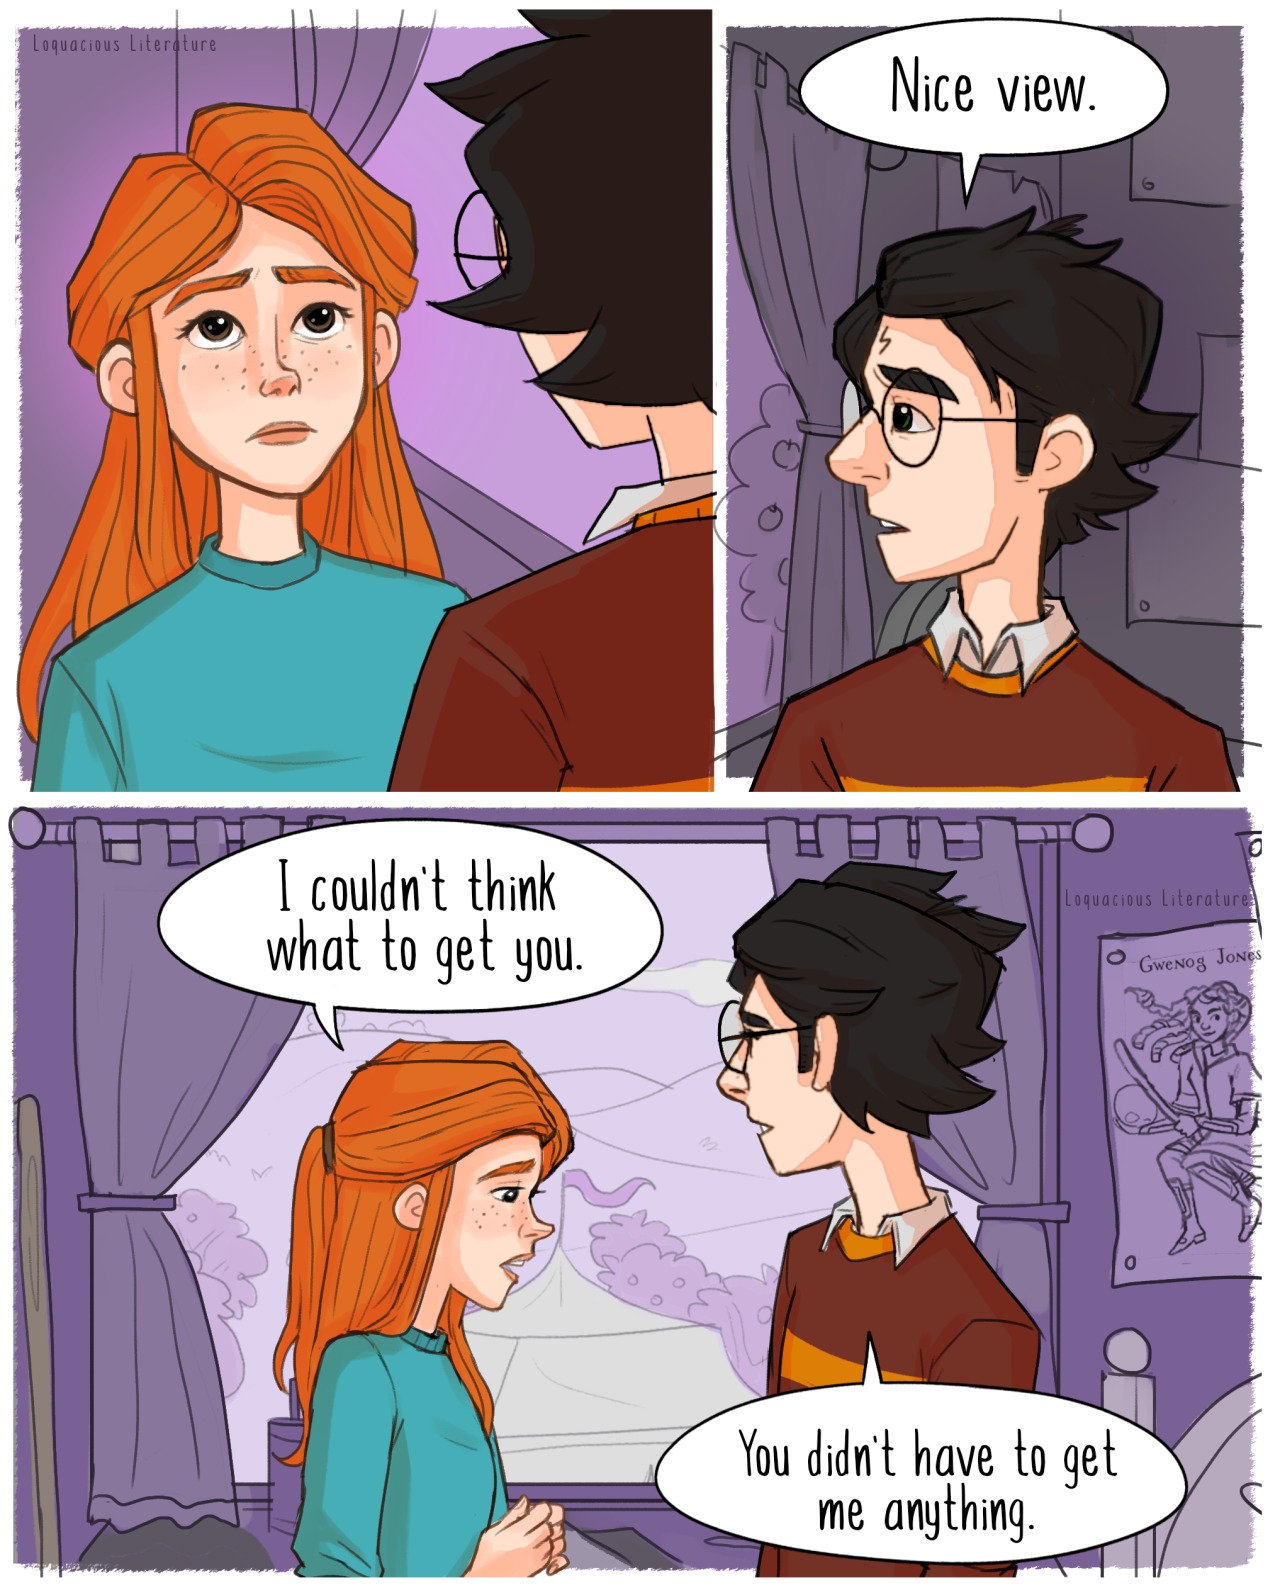 Loquacious Literature
Nice view.
I couldn't think
what to get you.
Loquacious Literature
Gwenog Jones
You didn't have to get
me anything.